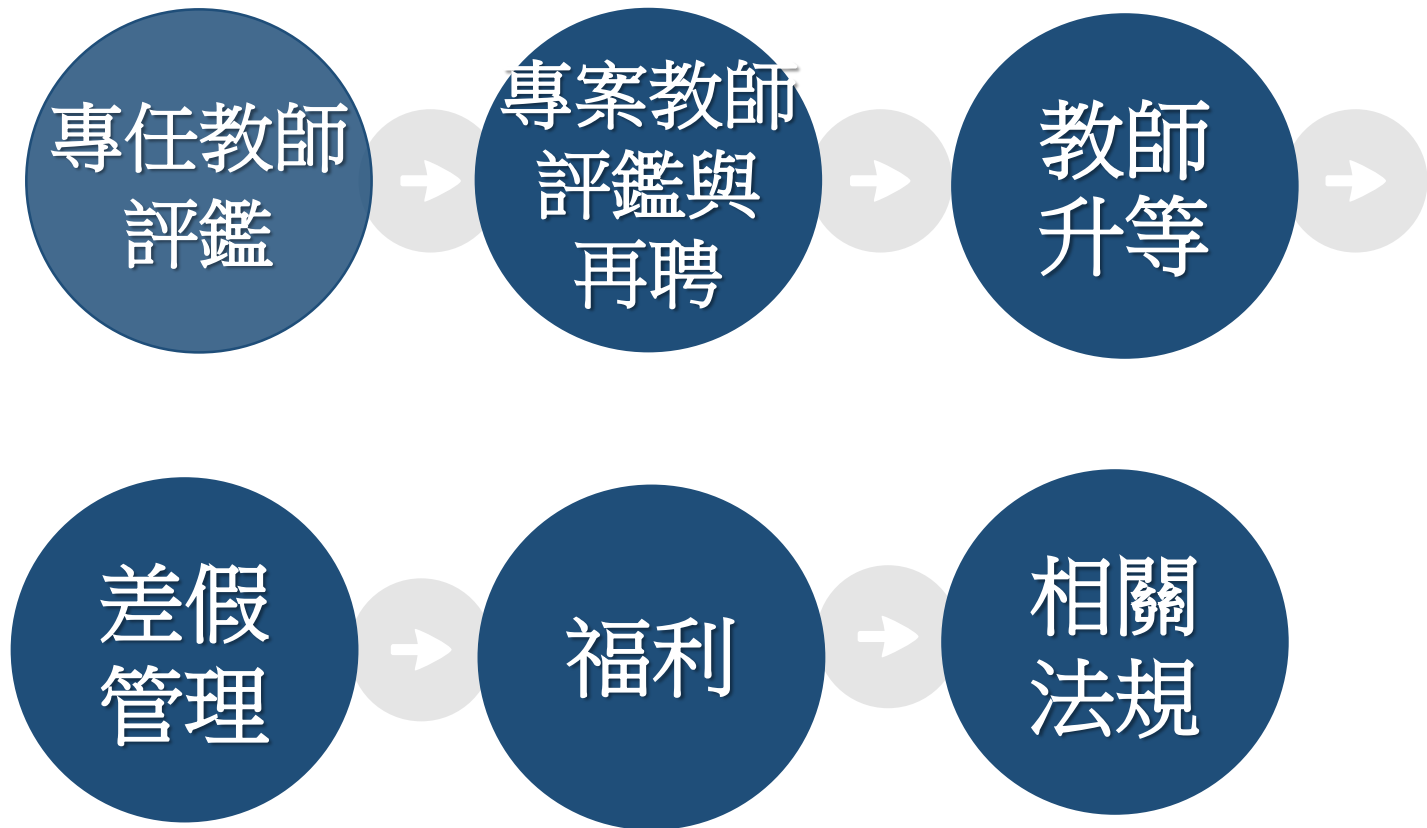 專任教師
評鑑
專案教師
評鑑與
再聘
教師
升等
差假
管理
福利
相關
法規